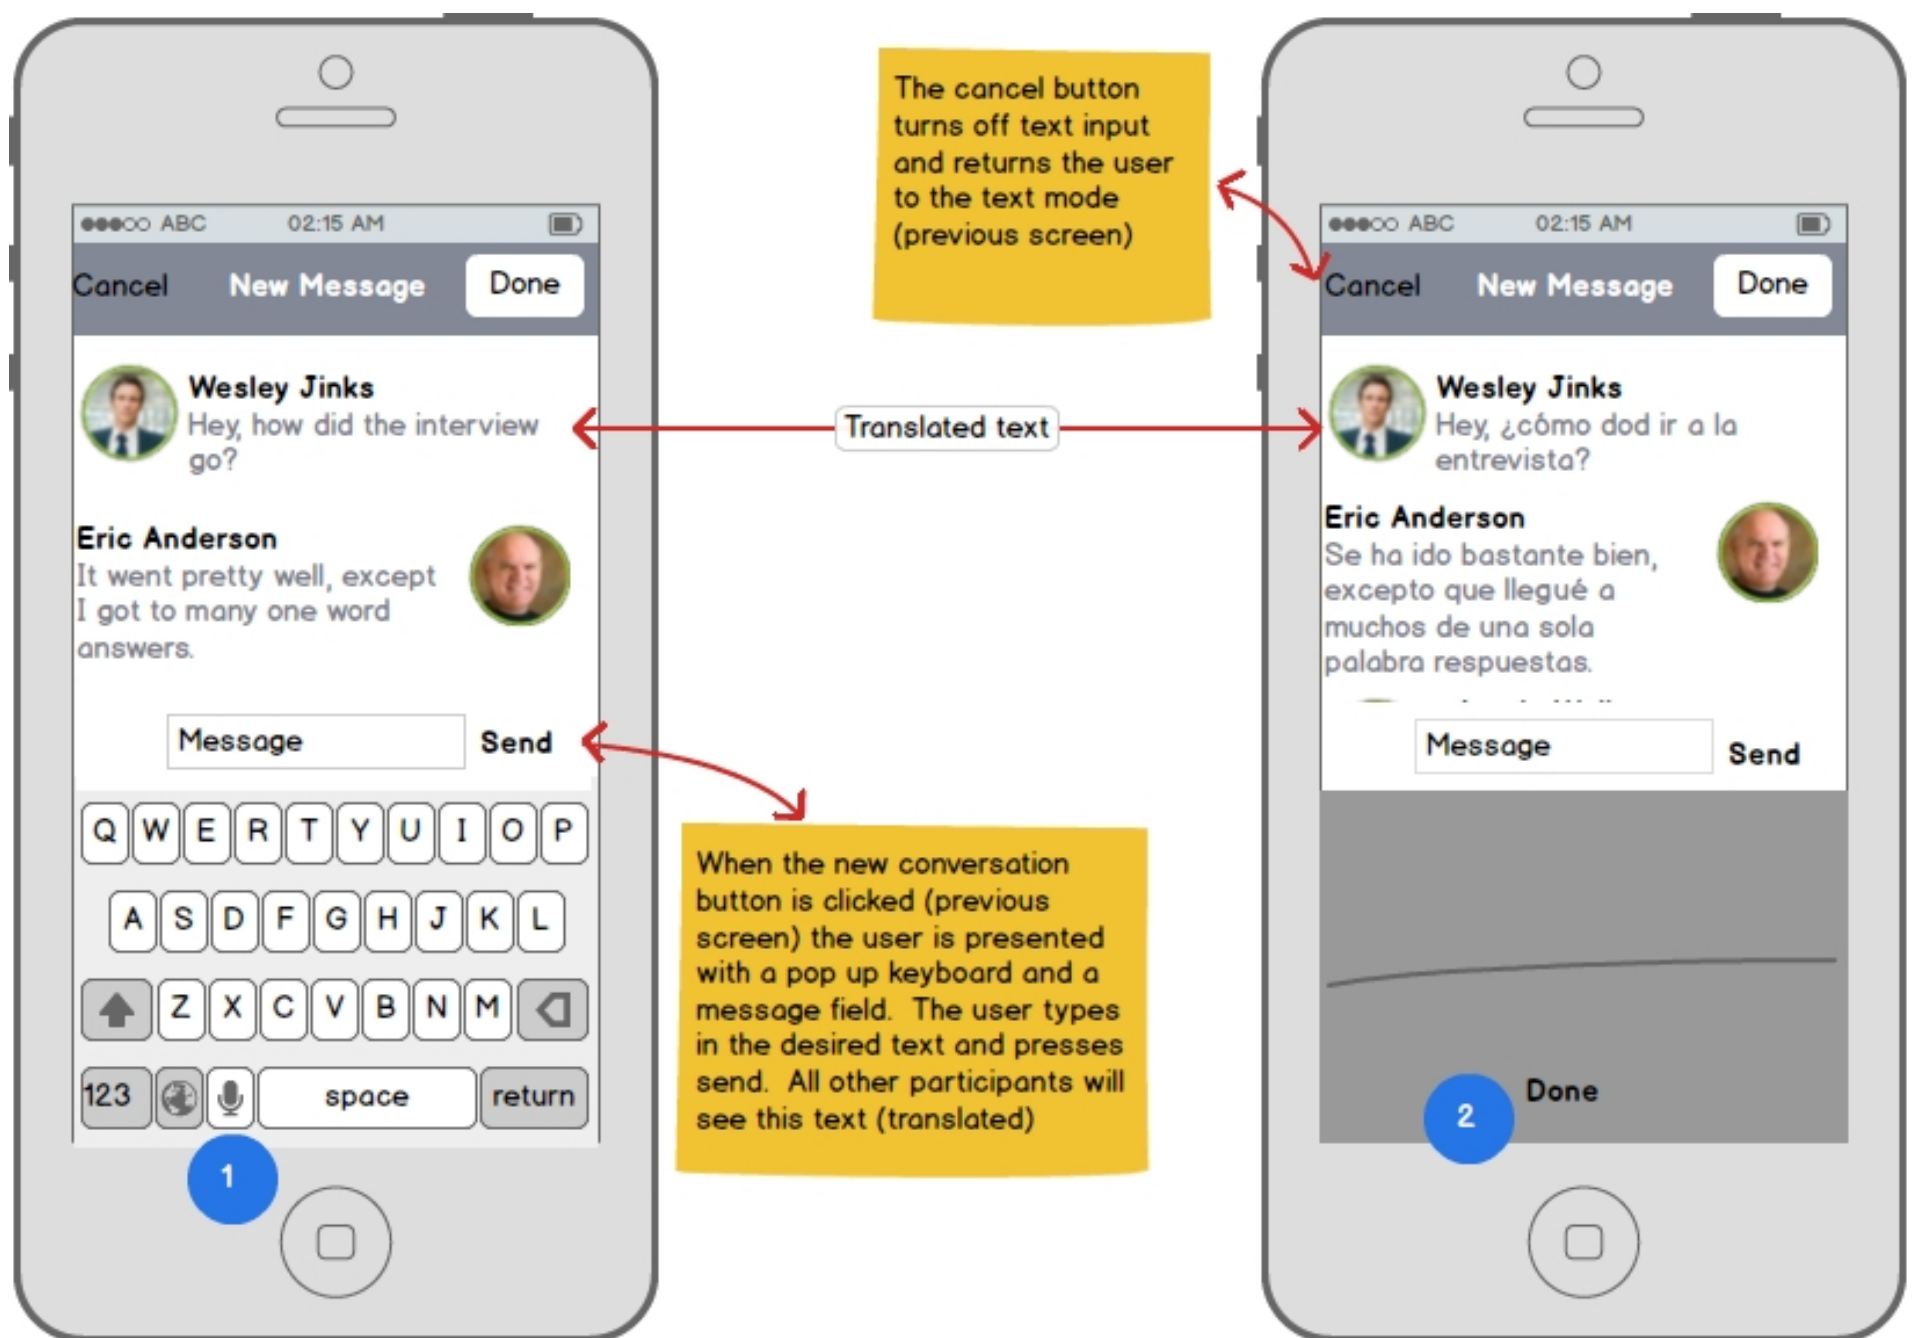 ●●●○○ ABC 02:15 AM
Cancel New Message Done
Wesley Jinks
Hey, how did the interview
go?
Eric Anderson
It went pretty well, except
I got to many one word
answers.
Message Send
Q W E R T Y U I O P
A S D F G H J K L
Z X C V B N M
123 space return
1
The cancel button
turns off text input
and returns the user
to the text mode
(previous screen)
Translated text
When the new conversation
button is clicked (previous
screen) the user is presented
with a pop up keyboard and a
message field. The user types
in the desired text and presses
send. All other participants will
see this text (translated)
●●●○○ ABC 02:15 AM
Cancel New Message Done
Wesley Jinks
Hey, ¿cómo dod ir a la
entrevista?
Eric Anderson
Se ha ido bastante bien,
excepto que llegué a
muchos de una sola
palabra respuestas.
Message Send
Done
2